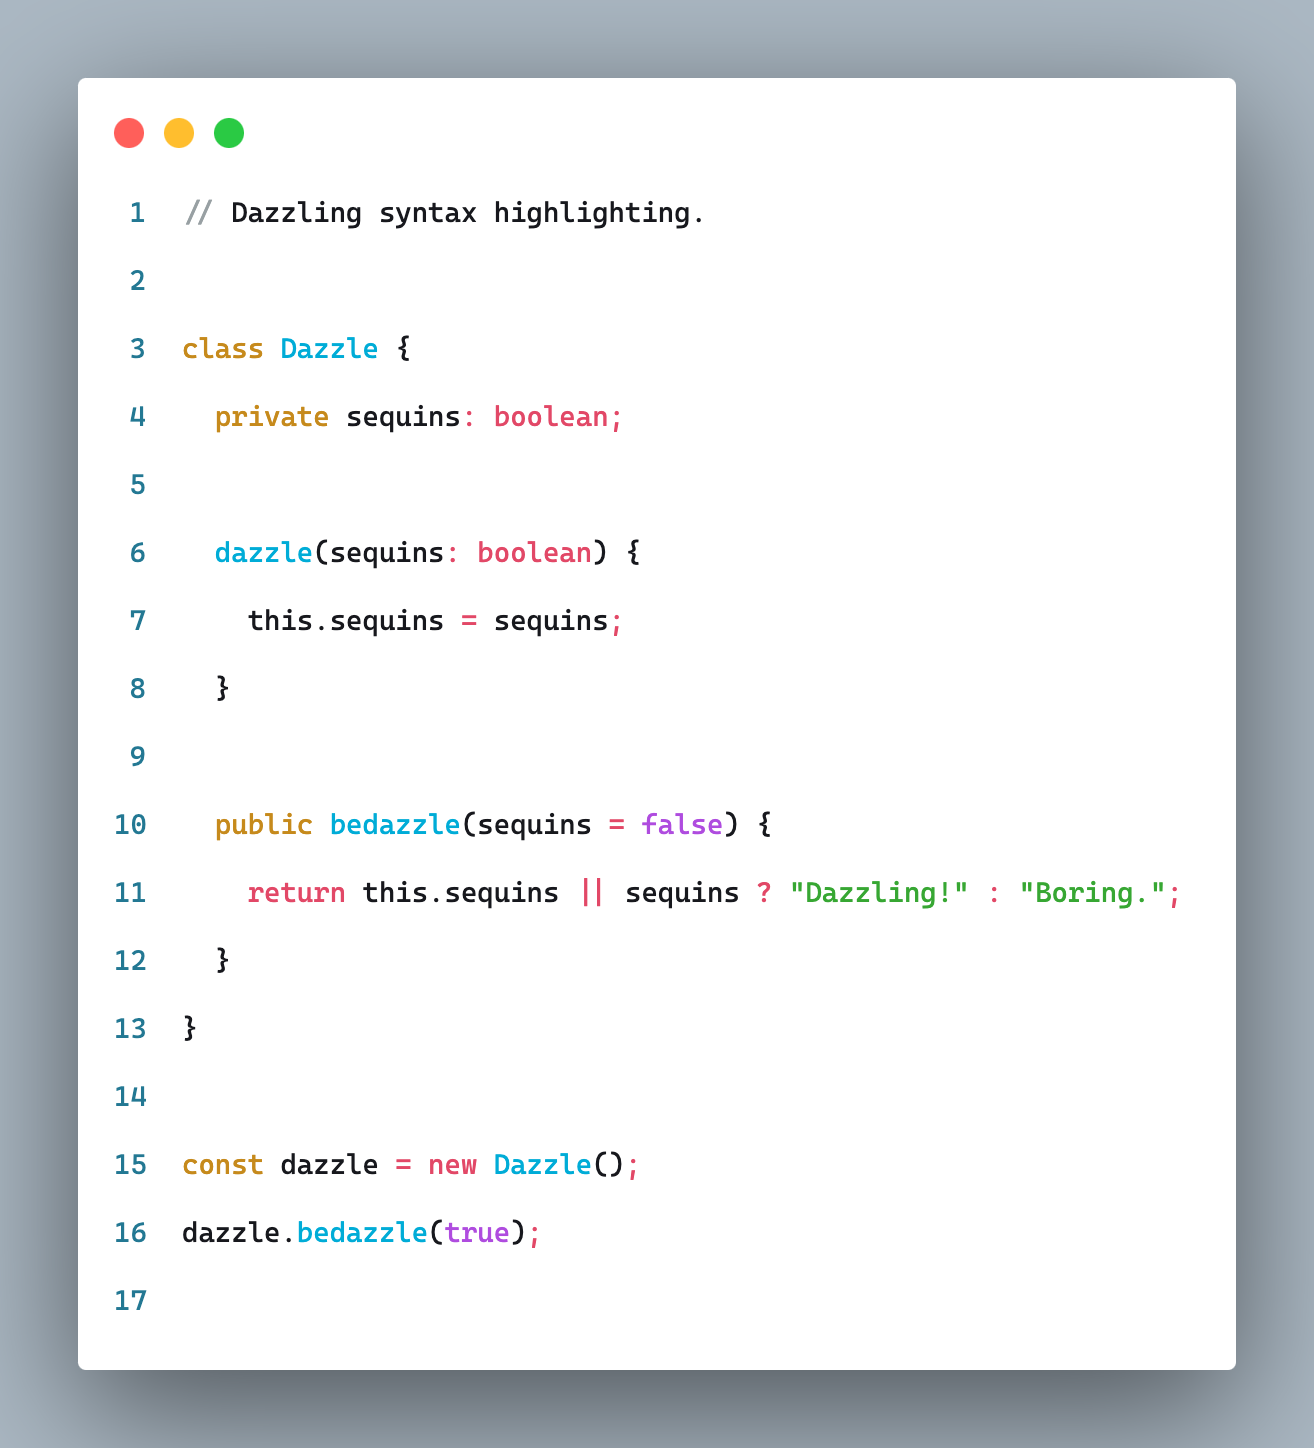 1 // Dazzling syntax highlighting.
2
3 class Dazzle {
4   private sequins: boolean;
5
6   dazzle(sequins: boolean) {
7     this.sequins = sequins;
8   }
9
10   public bedazzle(sequins = false) {
11     return this.sequins || sequins ? "Dazzling!" : "Boring.";
12   }
13 }
14
15 const dazzle = new Dazzle();
16 dazzle.bedazzle(true);
17